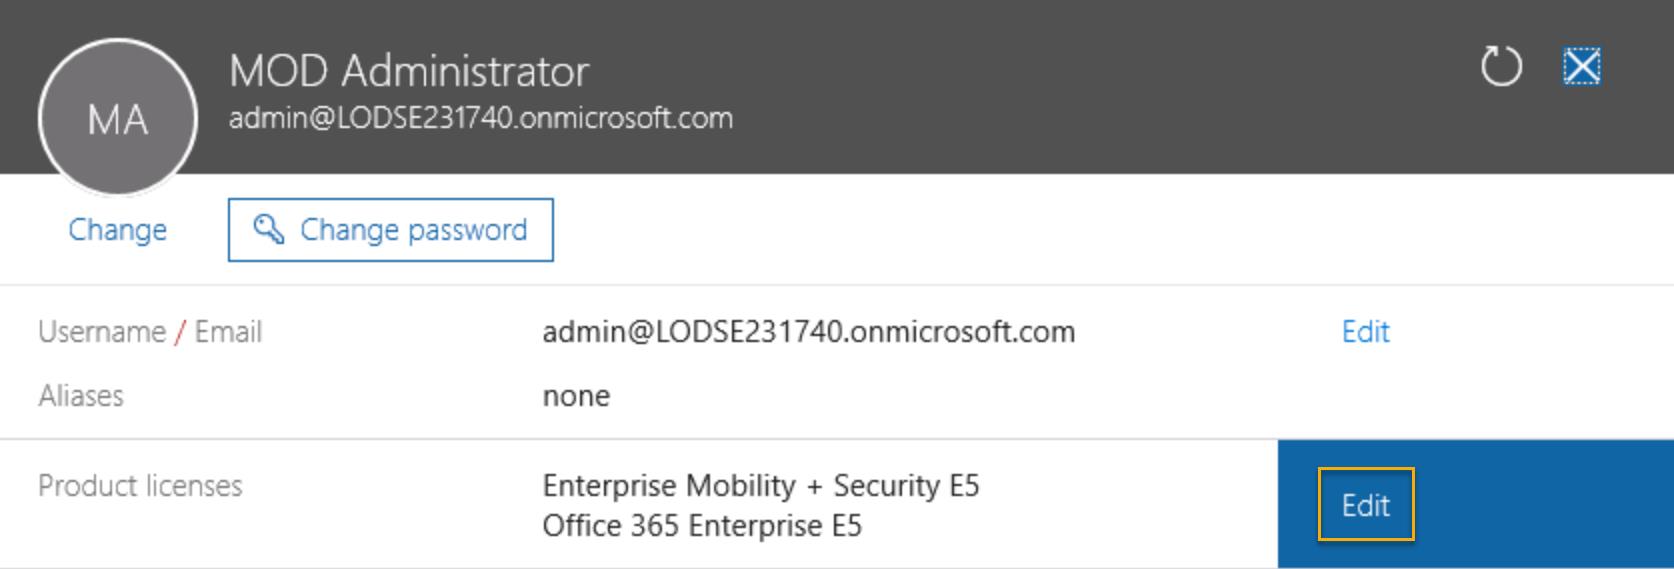 MA
MOD Administrator
admin@LODSE231740.onmicrosoft.com
Change
Change password
Username / Email
admin@LODSE231740.onmicrosoft.com
Edit
Aliases
none
Product licenses
Enterprise Mobility + Security E5
Office 365 Enterprise E5
Edit